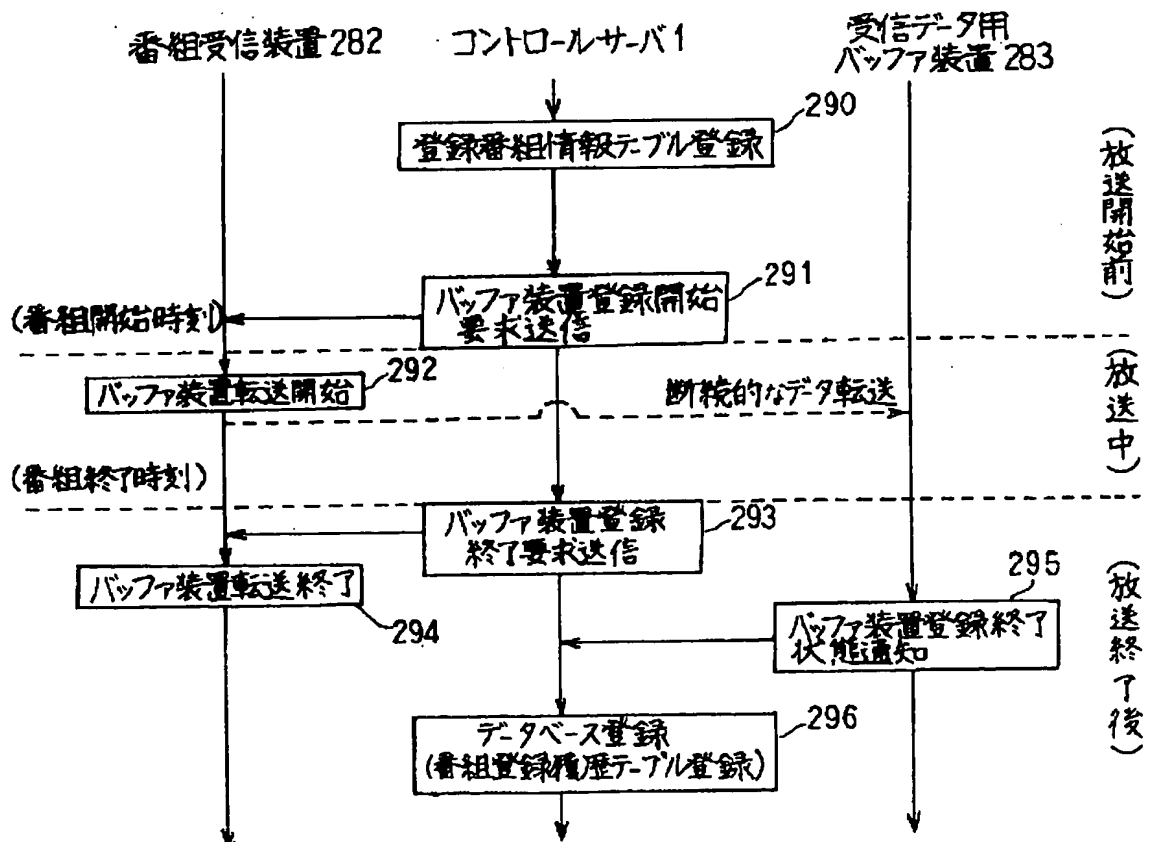 番組受信装置282
コントロールサーバ1
受信データ用
バッファ装置283
290
登録番組情報テーブル登録
(放送開始前)
291
バッファ装置登録開始
要求送信
(番組開始時刻)
292
バッファ装置転送開始
断続的なデータ転送
(放送中)
(番組終了時刻)
バッファ装置登録
終了要求送信
293
バッファ装置転送終了
294
295
バッファ装置登録終了
状態通知
(放送終了後)
データベース登録
(番組登録履歴テーブル登録)
296